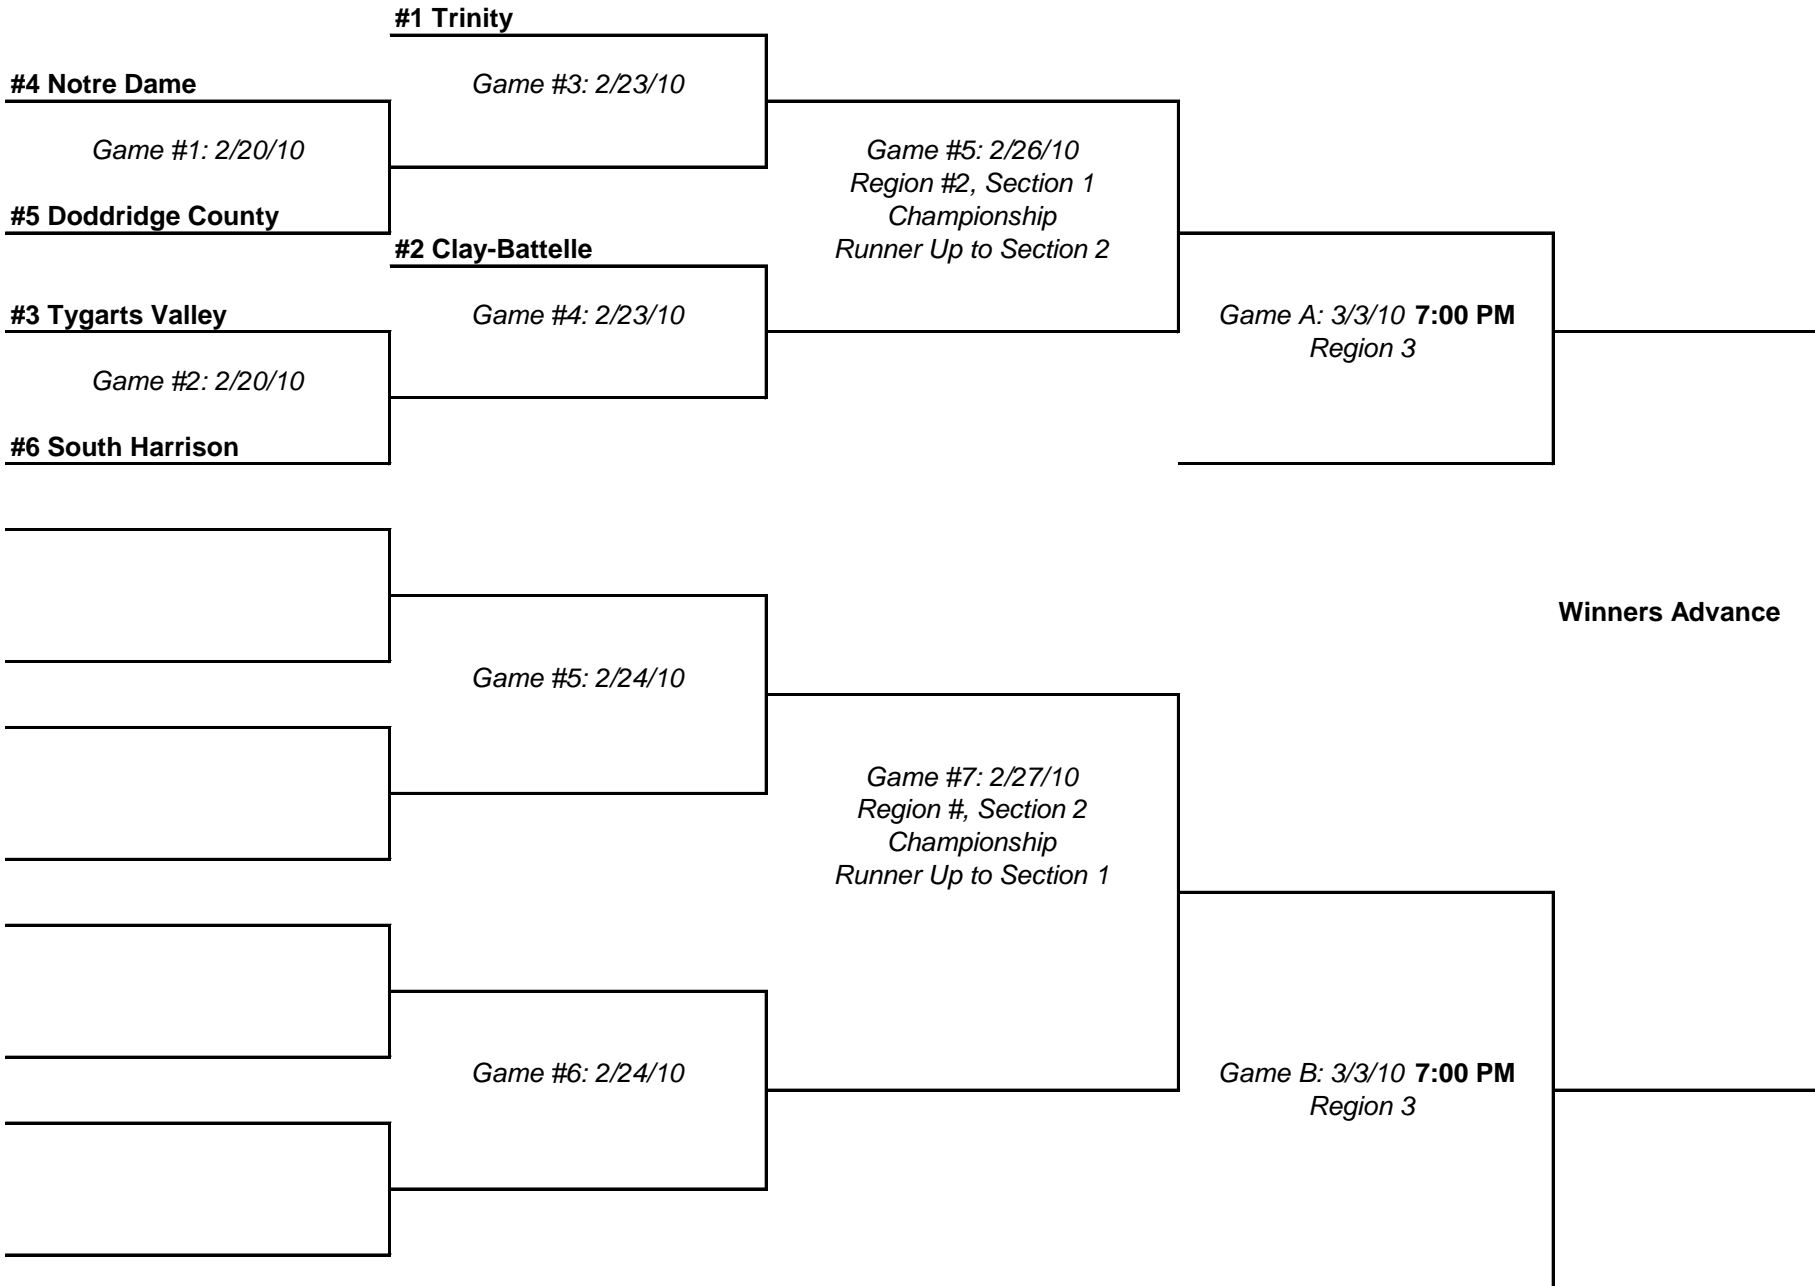 #1 Trinity
#4 Notre Dame
Game #3: 2/23/10
Game #1: 2/20/10
Game #5: 2/26/10
Region #2, Section 1
#5 Doddridge County
Championship
#2 Clay-Battelle
Runner Up to Section 2
#3 Tygarts Valley
Game #4: 2/23/10
Game A: 3/3/10 7:00 PM
Region 3
Game #2: 2/20/10
#6 South Harrison
Winners Advance
Game #5: 2/24/10
Game #7: 2/27/10
Region #, Section 2
Championship
Runner Up to Section 1
Game #6: 2/24/10
Game B: 3/3/10 7:00 PM
Region 3